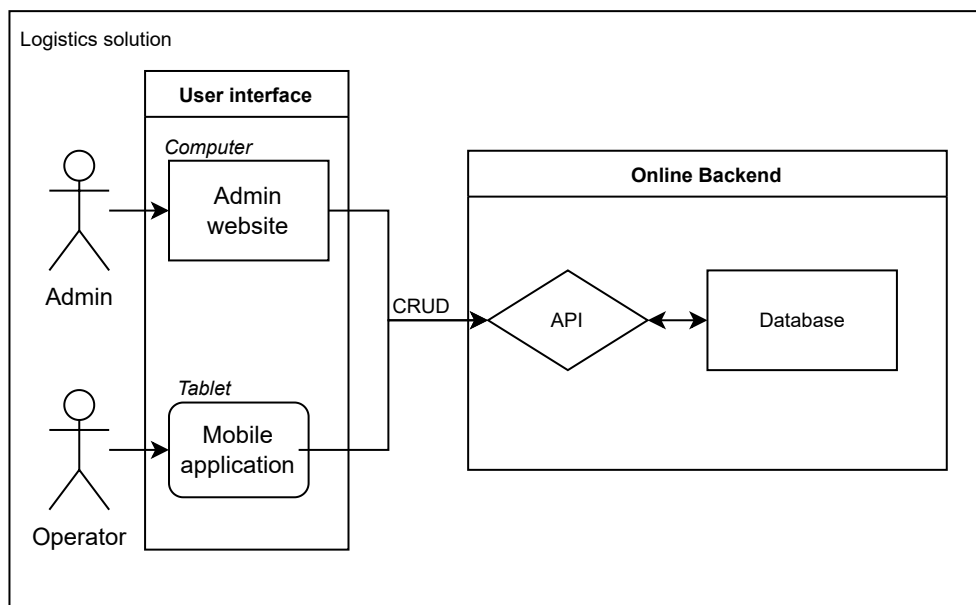 Logistics solution
User interface
Computer
Admin
website
Admin
Tablet
Mobile
application
Operator
CRUD
Online Backend
API
Database